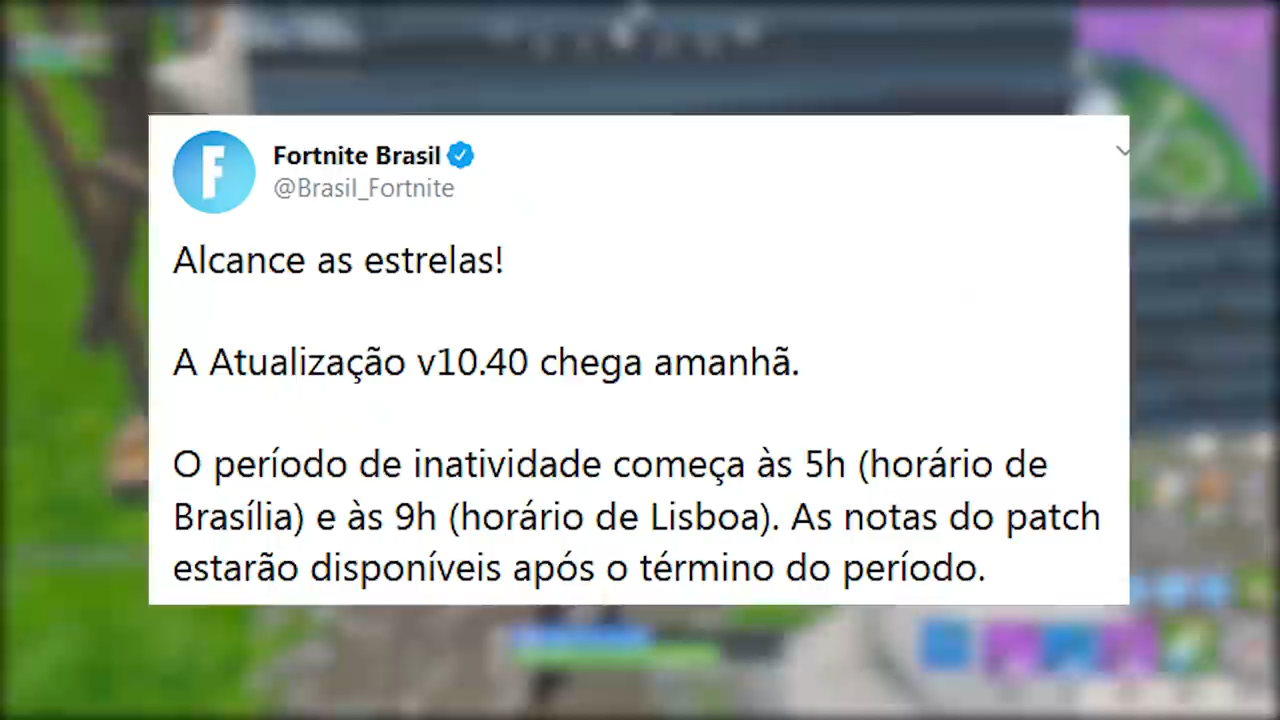 Fortnite Brasil
@Brasil_Fortnite
Alcance as estrelas!
A Atualização v10.40 chega amanhã.
O período de inatividade começa às 5h (horário de
Brasília) e às 9h (horário de Lisboa). As notas do patch
estarão disponíveis após o término do período.